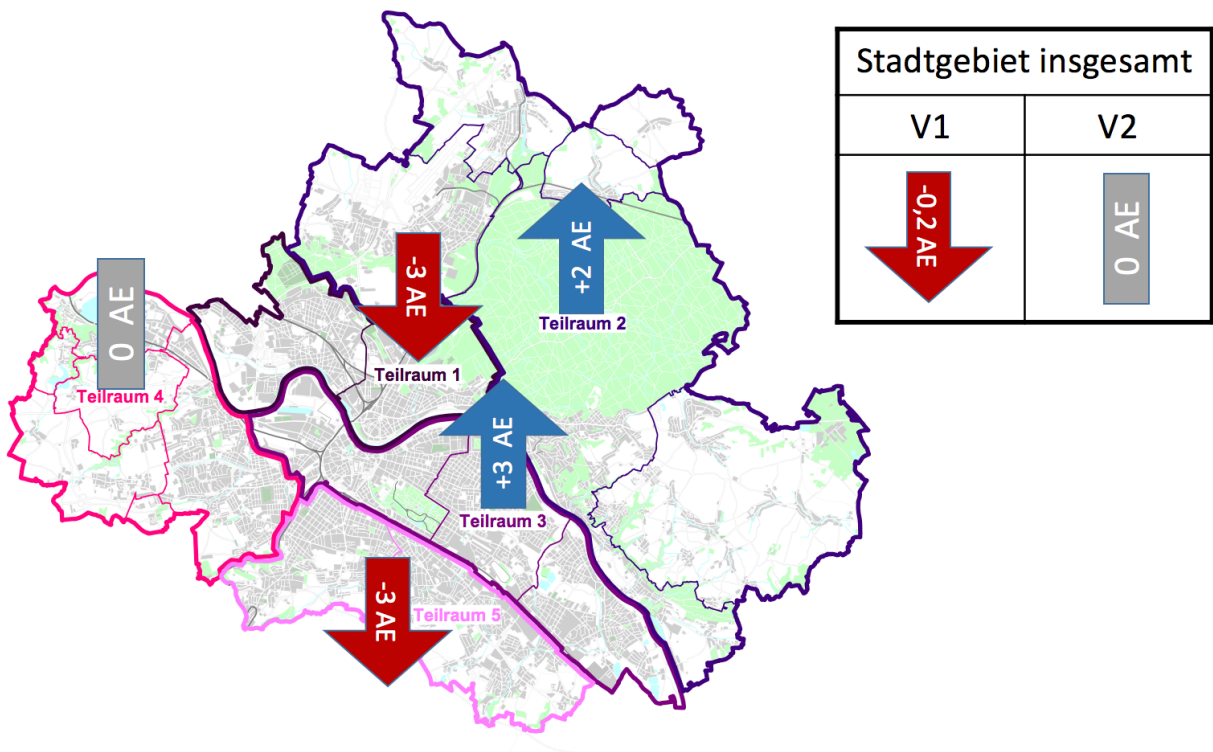 Stadtgebiet insgesamt
V1 V2
-0,2 AE
0 AE
+2 AE
Teilraum 2
-3 AE
Teilraum 1
0 AE
Teilraum 4
+3 AE
Teilraum 3
-3 AE
Teilraum 5